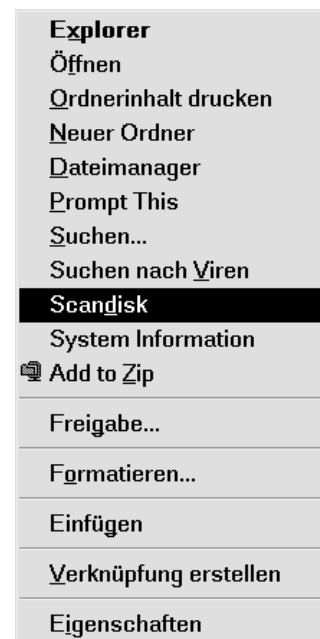 Explorer
Öffnen
Ordnerinhalt drucken
Neuer Ordner
Dateimanager
Prompt This
Suchen...
Suchen nach Viren
Scandisk
System Information
Add to Zip
Freigabe...
Formatieren...
Einfügen
Verknüpfung erstellen
Eigenschaften